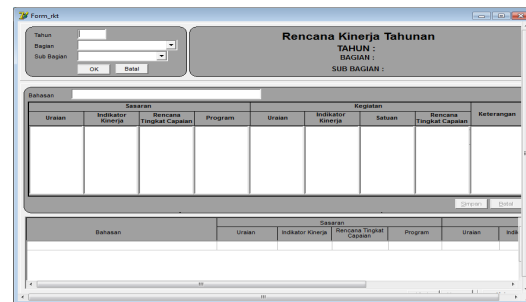 Form_rkt
Tahun
Bagian
Sub Bagian
OK Batal
Rencana Kinerja Tahunan
TAHUN :
BAGIAN :
SUB BAGIAN :
Bahasan
Sasaran Kegiatan
Uraian Indikator Kinerja Rencana Tingkat Capaian Program Uraian Indikator Kinerja Satuan Rencana Tingkat Capaian Keterangan
Simpan Batal
Sasaran
Bahasan Uraian Indikator Kinerja Rencana Tingkat Capaian Program Uraian Indik